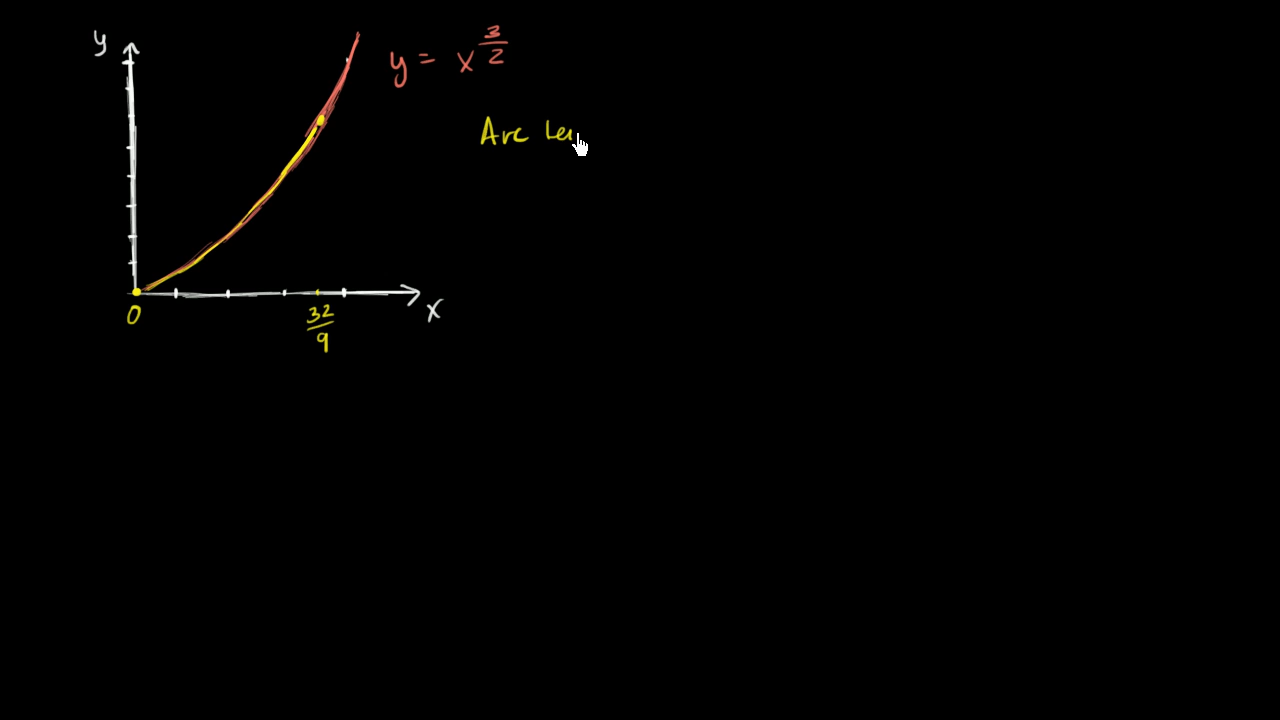 y
y = x^(3/2)
Arc Le
0
32/9
x